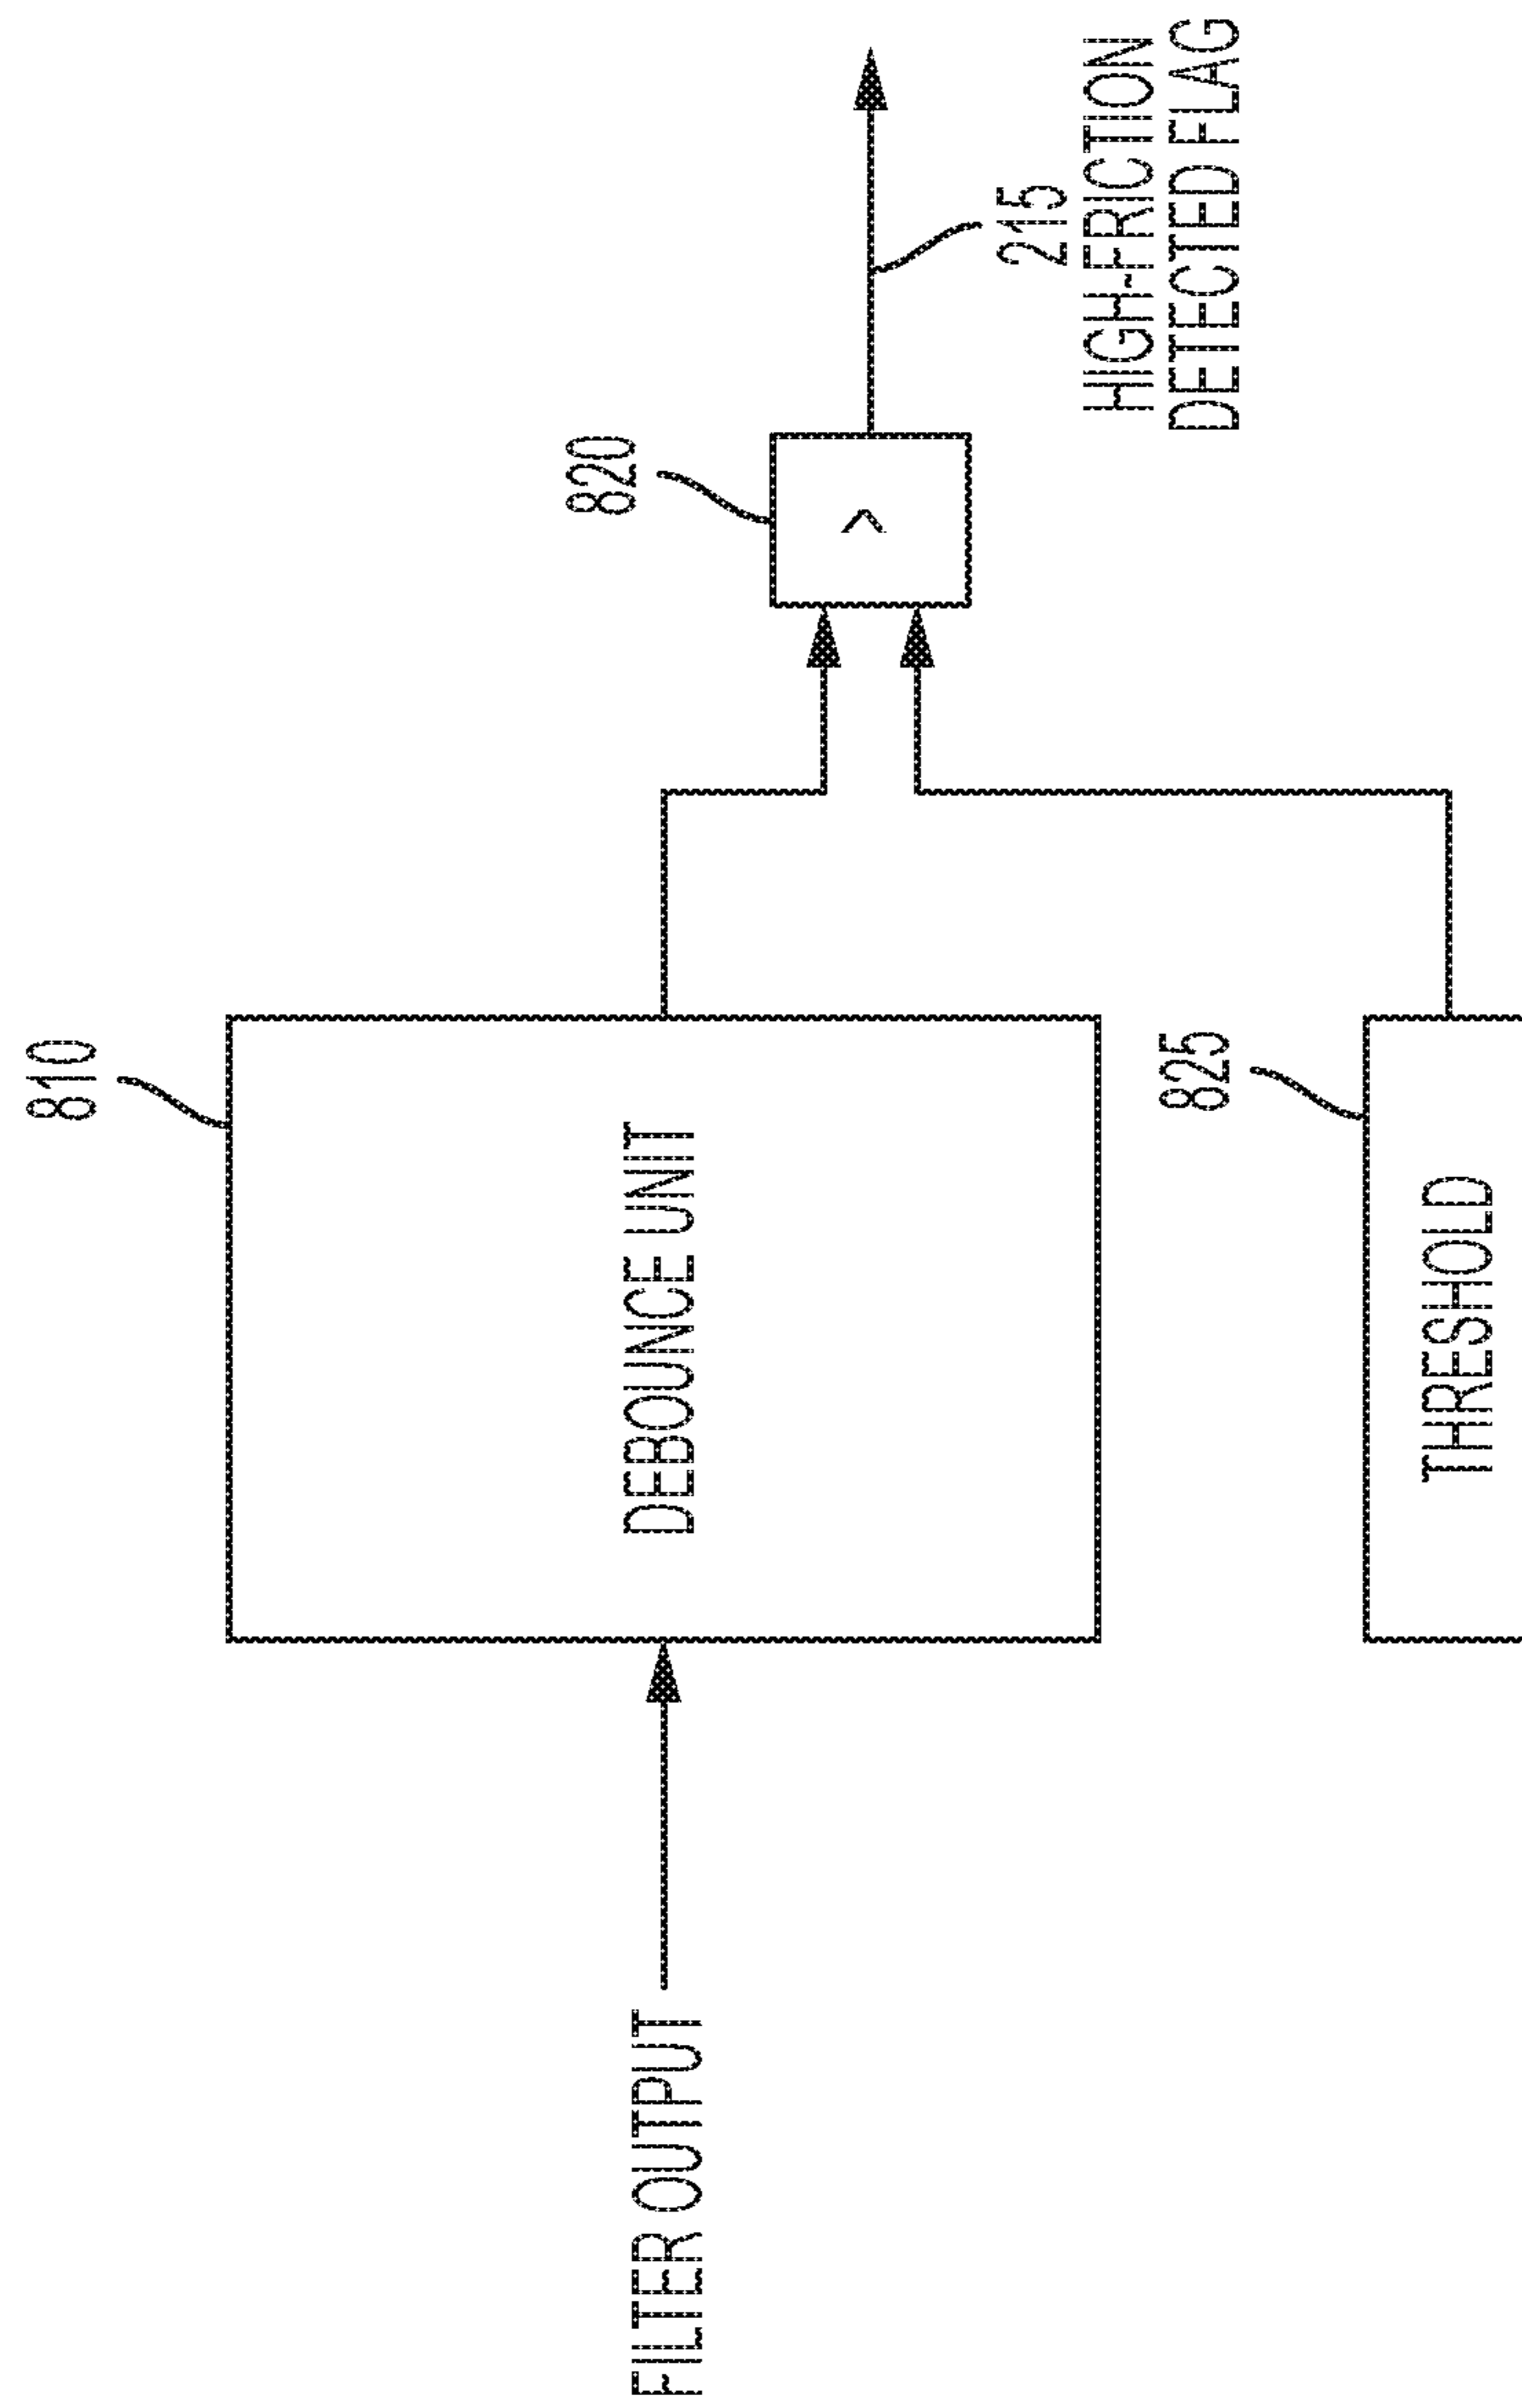 810
820
FILTER OUTPUT
DEBOUNCE UNIT
>
215
HIGH-FRICTION
DETECTED FLAG
825
THRESHOLD